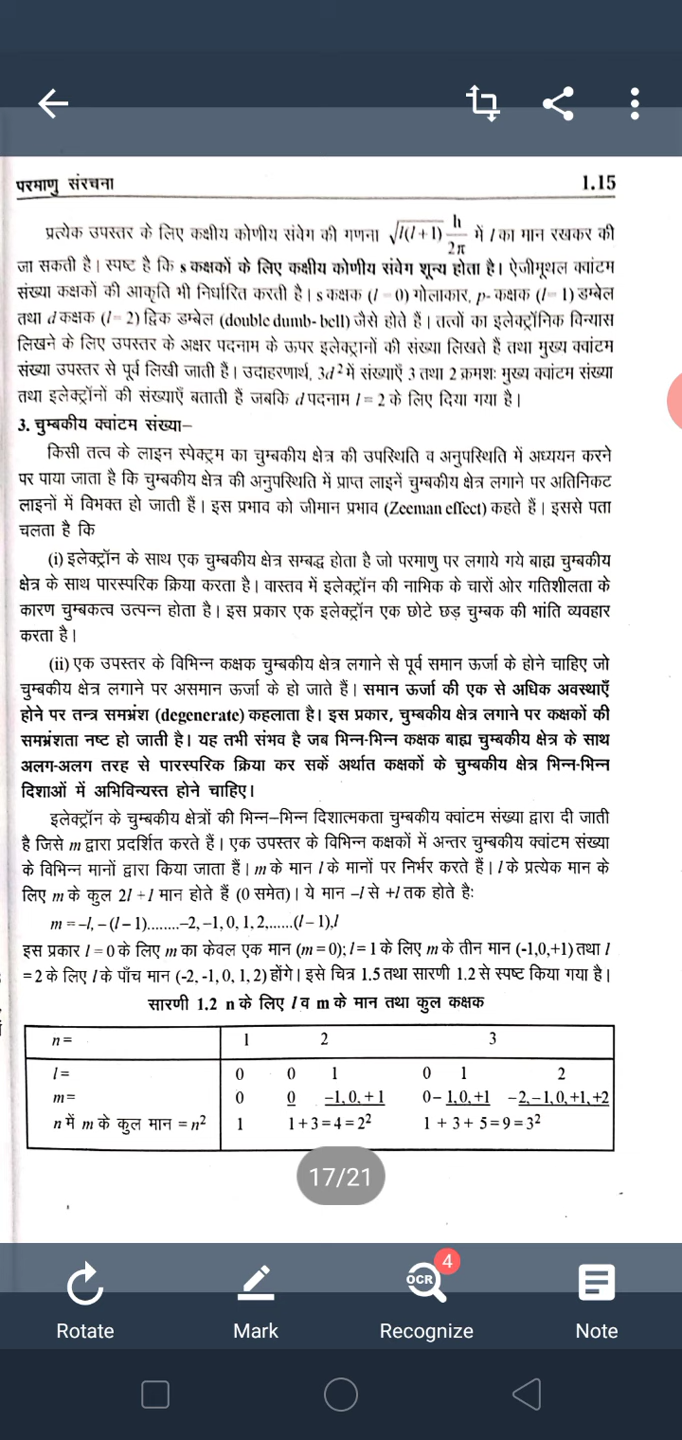 परमाणु संरचना 1.15
प्रत्येक उपस्तर के लिए कक्षीय कोणीय संवेग की गणना √l(l+1) h/2π में l का मान रखकर की
जा सकती है। स्पष्ट है कि s कक्षकों के लिए कक्षीय कोणीय संवेग शून्य होता है। ऐजीमूथल क्वांटम
संख्या कक्षकों की आकृति भी निर्धारित करती है। s कक्षक (l = 0) गोलाकार, p- कक्षक (l = 1) डम्बेल
तथा d कक्षक (l = 2) द्विक डम्बेल (double dumb- bell) जैसे होते हैं। तत्वों का इलेक्ट्रॉनिक विन्यास
लिखने के लिए उपस्तर के अक्षर पदनाम के ऊपर इलेक्ट्रानों की संख्या लिखते हैं तथा मुख्य क्वांटम
संख्या उपस्तर से पूर्व लिखी जाती है। उदाहरणार्थ, 3d² में संख्याएँ 3 तथा 2 क्रमशः मुख्य क्वांटम संख्या
तथा इलेक्ट्रॉनों की संख्याएँ बताती हैं जबकि d पदनाम l = 2 के लिए दिया गया है।
3. चुम्बकीय क्वांटम संख्या–
किसी तत्व के लाइन स्पेक्ट्रम का चुम्बकीय क्षेत्र की उपस्थिति व अनुपस्थिति में अध्ययन करने
पर पाया जाता है कि चुम्बकीय क्षेत्र की अनुपस्थिति में प्राप्त लाइनें चुम्बकीय क्षेत्र लगाने पर अतिनिकट
लाइनों में विभक्त हो जाती हैं। इस प्रभाव को जीमान प्रभाव (Zeeman effect) कहते हैं। इससे पता
चलता है कि
(i) इलेक्ट्रॉन के साथ एक चुम्बकीय क्षेत्र सम्बद्ध होता है जो परमाणु पर लगाये गये बाह्य चुम्बकीय
क्षेत्र के साथ पारस्परिक क्रिया करता है। वास्तव में इलेक्ट्रॉन की नाभिक के चारों ओर गतिशीलता के
कारण चुम्बकत्व उत्पन्न होता है। इस प्रकार एक इलेक्ट्रॉन एक छोटे छड़ चुम्बक की भांति व्यवहार
करता है।
(ii) एक उपस्तर के विभिन्न कक्षक चुम्बकीय क्षेत्र लगाने से पूर्व समान ऊर्जा के होने चाहिए जो
चुम्बकीय क्षेत्र लगाने पर असमान ऊर्जा के हो जाते हैं। समान ऊर्जा की एक से अधिक अवस्थाएँ
होने पर तन्त्र समभ्रंश (degenerate) कहलाता है। इस प्रकार, चुम्बकीय क्षेत्र लगाने पर कक्षकों की
समभ्रंशता नष्ट हो जाती है। यह तभी संभव है जब भिन्न-भिन्न कक्षक बाह्य चुम्बकीय क्षेत्र के साथ
अलग-अलग तरह से पारस्परिक क्रिया कर सकें अर्थात कक्षकों के चुम्बकीय क्षेत्र भिन्न-भिन्न
दिशाओं में अभिविन्यस्त होने चाहिए।
इलेक्ट्रॉन के चुम्बकीय क्षेत्रों की भिन्न–भिन्न दिशात्मकता चुम्बकीय क्वांटम संख्या द्वारा दी जाती
है जिसे m द्वारा प्रदर्शित करते हैं। एक उपस्तर के विभिन्न कक्षकों में अन्तर चुम्बकीय क्वांटम संख्या
के विभिन्न मानों द्वारा किया जाता है। m के मान l के मानों पर निर्भर करते हैं। l के प्रत्येक मान के
लिए m के कुल 2l +1 मान होते हैं (0 समेत)। ये मान –l से +l तक होते है:
m = –l, – (l – 1)........–2, –1, 0, 1, 2,......(l – 1),l
इस प्रकार l = 0 के लिए m का केवल एक मान (m = 0); l = 1 के लिए m के तीन मान (-1,0,+1) तथा l
= 2 के लिए l के पाँच मान (-2, -1, 0, 1, 2) होंगे। इसे चित्र 1.5 तथा सारणी 1.2 से स्पष्ट किया गया है।
सारणी 1.2 n के लिए l व m के मान तथा कुल कक्षक
n = 1 2 3
l = 0 0 1 0 1 2
m= 0 0 –1, 0, + 1 0– 1, 0, +1 –2, –1, 0, +1, +2
n में m के कुल मान = n² 1 1 + 3 = 4 = 2² 1 + 3 + 5 = 9 = 3²
17/21
OCR 4
Rotate Mark Recognize Note